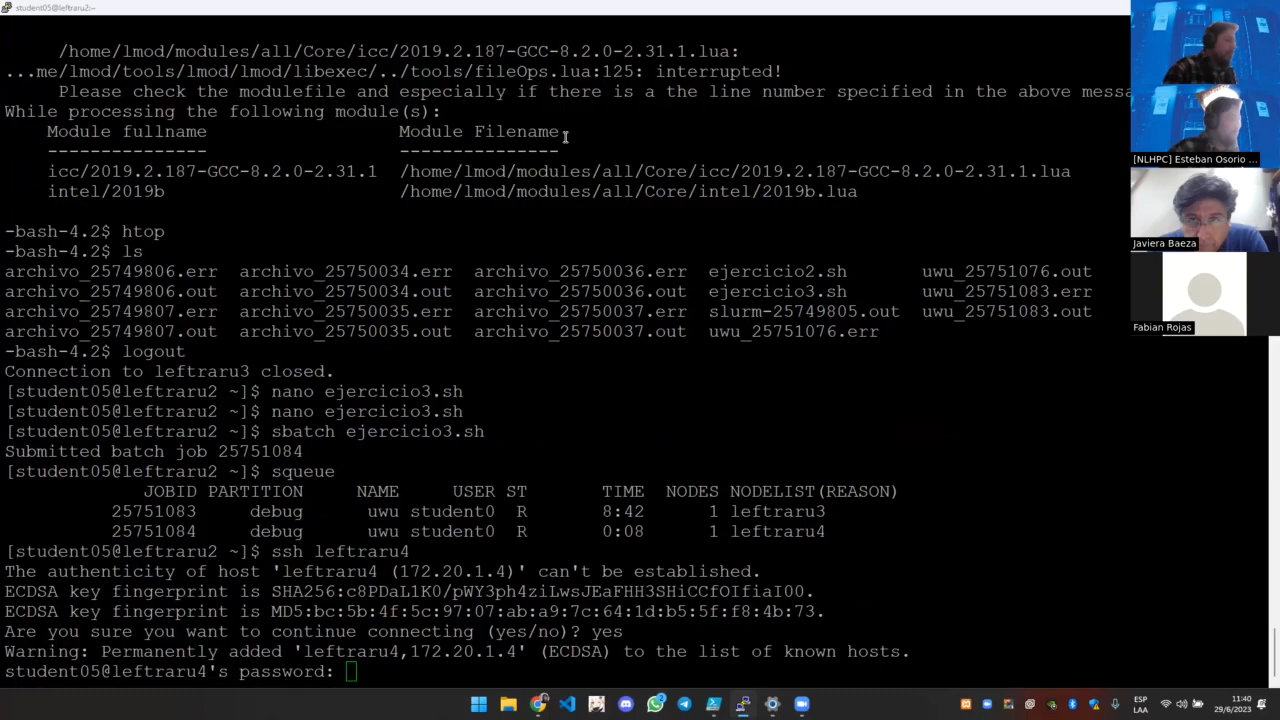 student05@leftraru2:~
/home/lmod/modules/all/Core/icc/2019.2.187-GCC-8.2.0-2.31.1.lua:
...me/lmod/tools/lmod/lmod/libexec/../tools/fileOps.lua:125: interrupted!
Please check the modulefile and especially if there is a the line number specified in the above messa
While processing the following module(s):
Module fullname Module Filename
--------------- ---------------
icc/2019.2.187-GCC-8.2.0-2.31.1 /home/lmod/modules/all/Core/icc/2019.2.187-GCC-8.2.0-2.31.1.lua
intel/2019b /home/lmod/modules/all/Core/intel/2019b.lua
-bash-4.2$ htop
-bash-4.2$ ls
archivo_25749806.err archivo_25750034.err archivo_25750036.err ejercicio2.sh uwu_25751076.out
archivo_25749806.out archivo_25750034.out archivo_25750036.out ejercicio3.sh uwu_25751083.err
archivo_25749807.err archivo_25750035.err archivo_25750037.err slurm-25749805.out uwu_25751083.out
archivo_25749807.out archivo_25750035.out archivo_25750037.out uwu_25751076.err
-bash-4.2$ logout
Connection to leftraru3 closed.
[student05@leftraru2 ~]$ nano ejercicio3.sh
[student05@leftraru2 ~]$ nano ejercicio3.sh
[student05@leftraru2 ~]$ sbatch ejercicio3.sh
Submitted batch job 25751084
[student05@leftraru2 ~]$ squeue
JOBID PARTITION NAME USER ST TIME NODES NODELIST(REASON)
25751083 debug uwu student0 R 8:42 1 leftraru3
25751084 debug uwu student0 R 0:08 1 leftraru4
[student05@leftraru2 ~]$ ssh leftraru4
The authenticity of host 'leftraru4 (172.20.1.4)' can't be established.
ECDSA key fingerprint is SHA256:c8PDaL1K0/pWY3ph4ziLwsJEaFHH3SHiCCfOIfiaI00.
ECDSA key fingerprint is MD5:bc:5b:4f:5c:97:07:ab:a9:7c:64:1d:b5:5f:f8:4b:73.
Are you sure you want to continue connecting (yes/no)? yes
Warning: Permanently added 'leftraru4,172.20.1.4' (ECDSA) to the list of known hosts.
student05@leftraru4's password:
[NLHPC] Esteban Osorio ...
Javiera Baeza
Fabian Rojas
2
ESP
LAA
11:40
29/6/2023